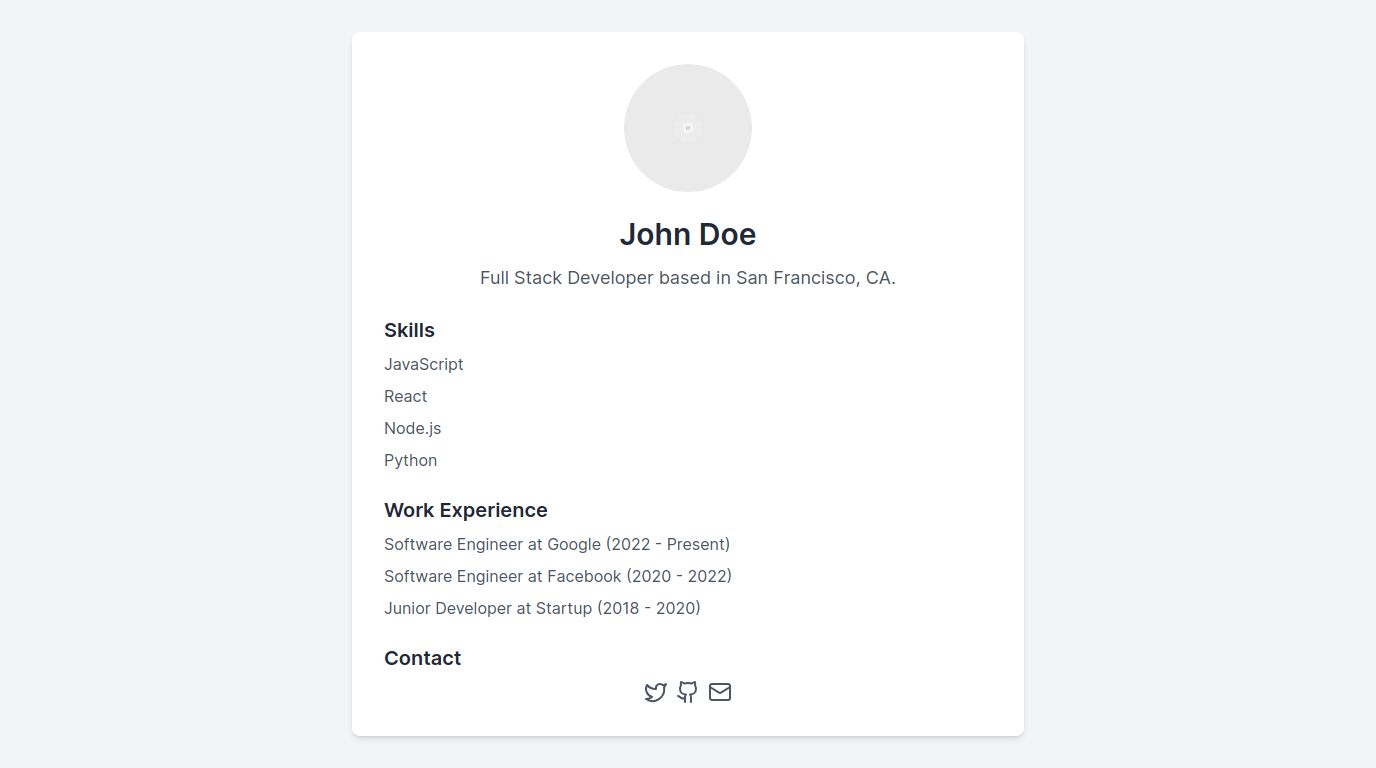 John Doe
Full Stack Developer based in San Francisco, CA.
Skills
JavaScript
React
Node.js
Python
Work Experience
Software Engineer at Google (2022 - Present)
Software Engineer at Facebook (2020 - 2022)
Junior Developer at Startup (2018 - 2020)
Contact